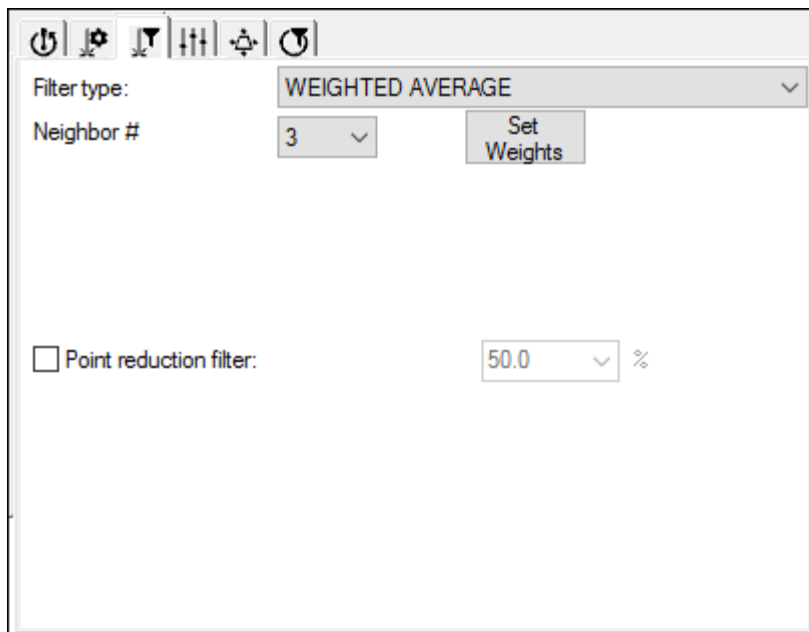 Filter type: WEIGHTED AVERAGE
Neighbor # 3 Set
Weights
Point reduction filter: 50.0 %